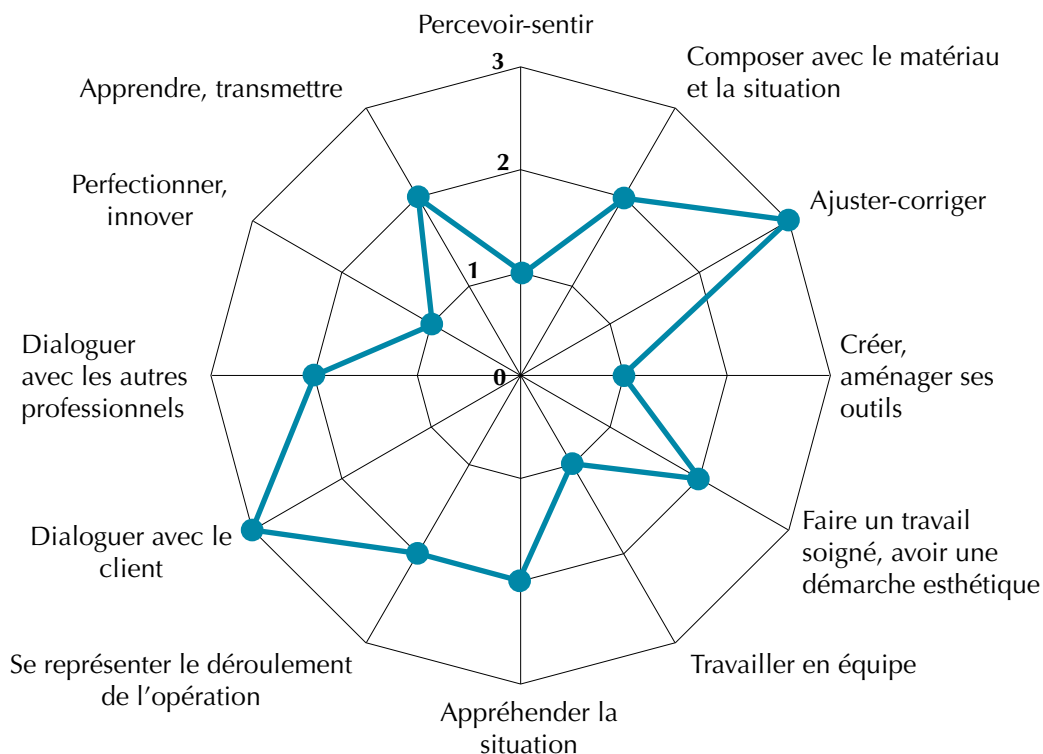 Percevoir-sentir
Composer avec le matériau
et la situation
Ajuster-corriger
Créer,
aménager ses
outils
Faire un travail
soigné, avoir une
démarche esthétique
Travailler en équipe
Appréhender la
situation
Se représenter le déroulement
de l'opération
Dialoguer avec le
client
Dialoguer
avec les autres
professionnels
Perfectionner,
innover
Apprendre, transmettre
3
2
1
0